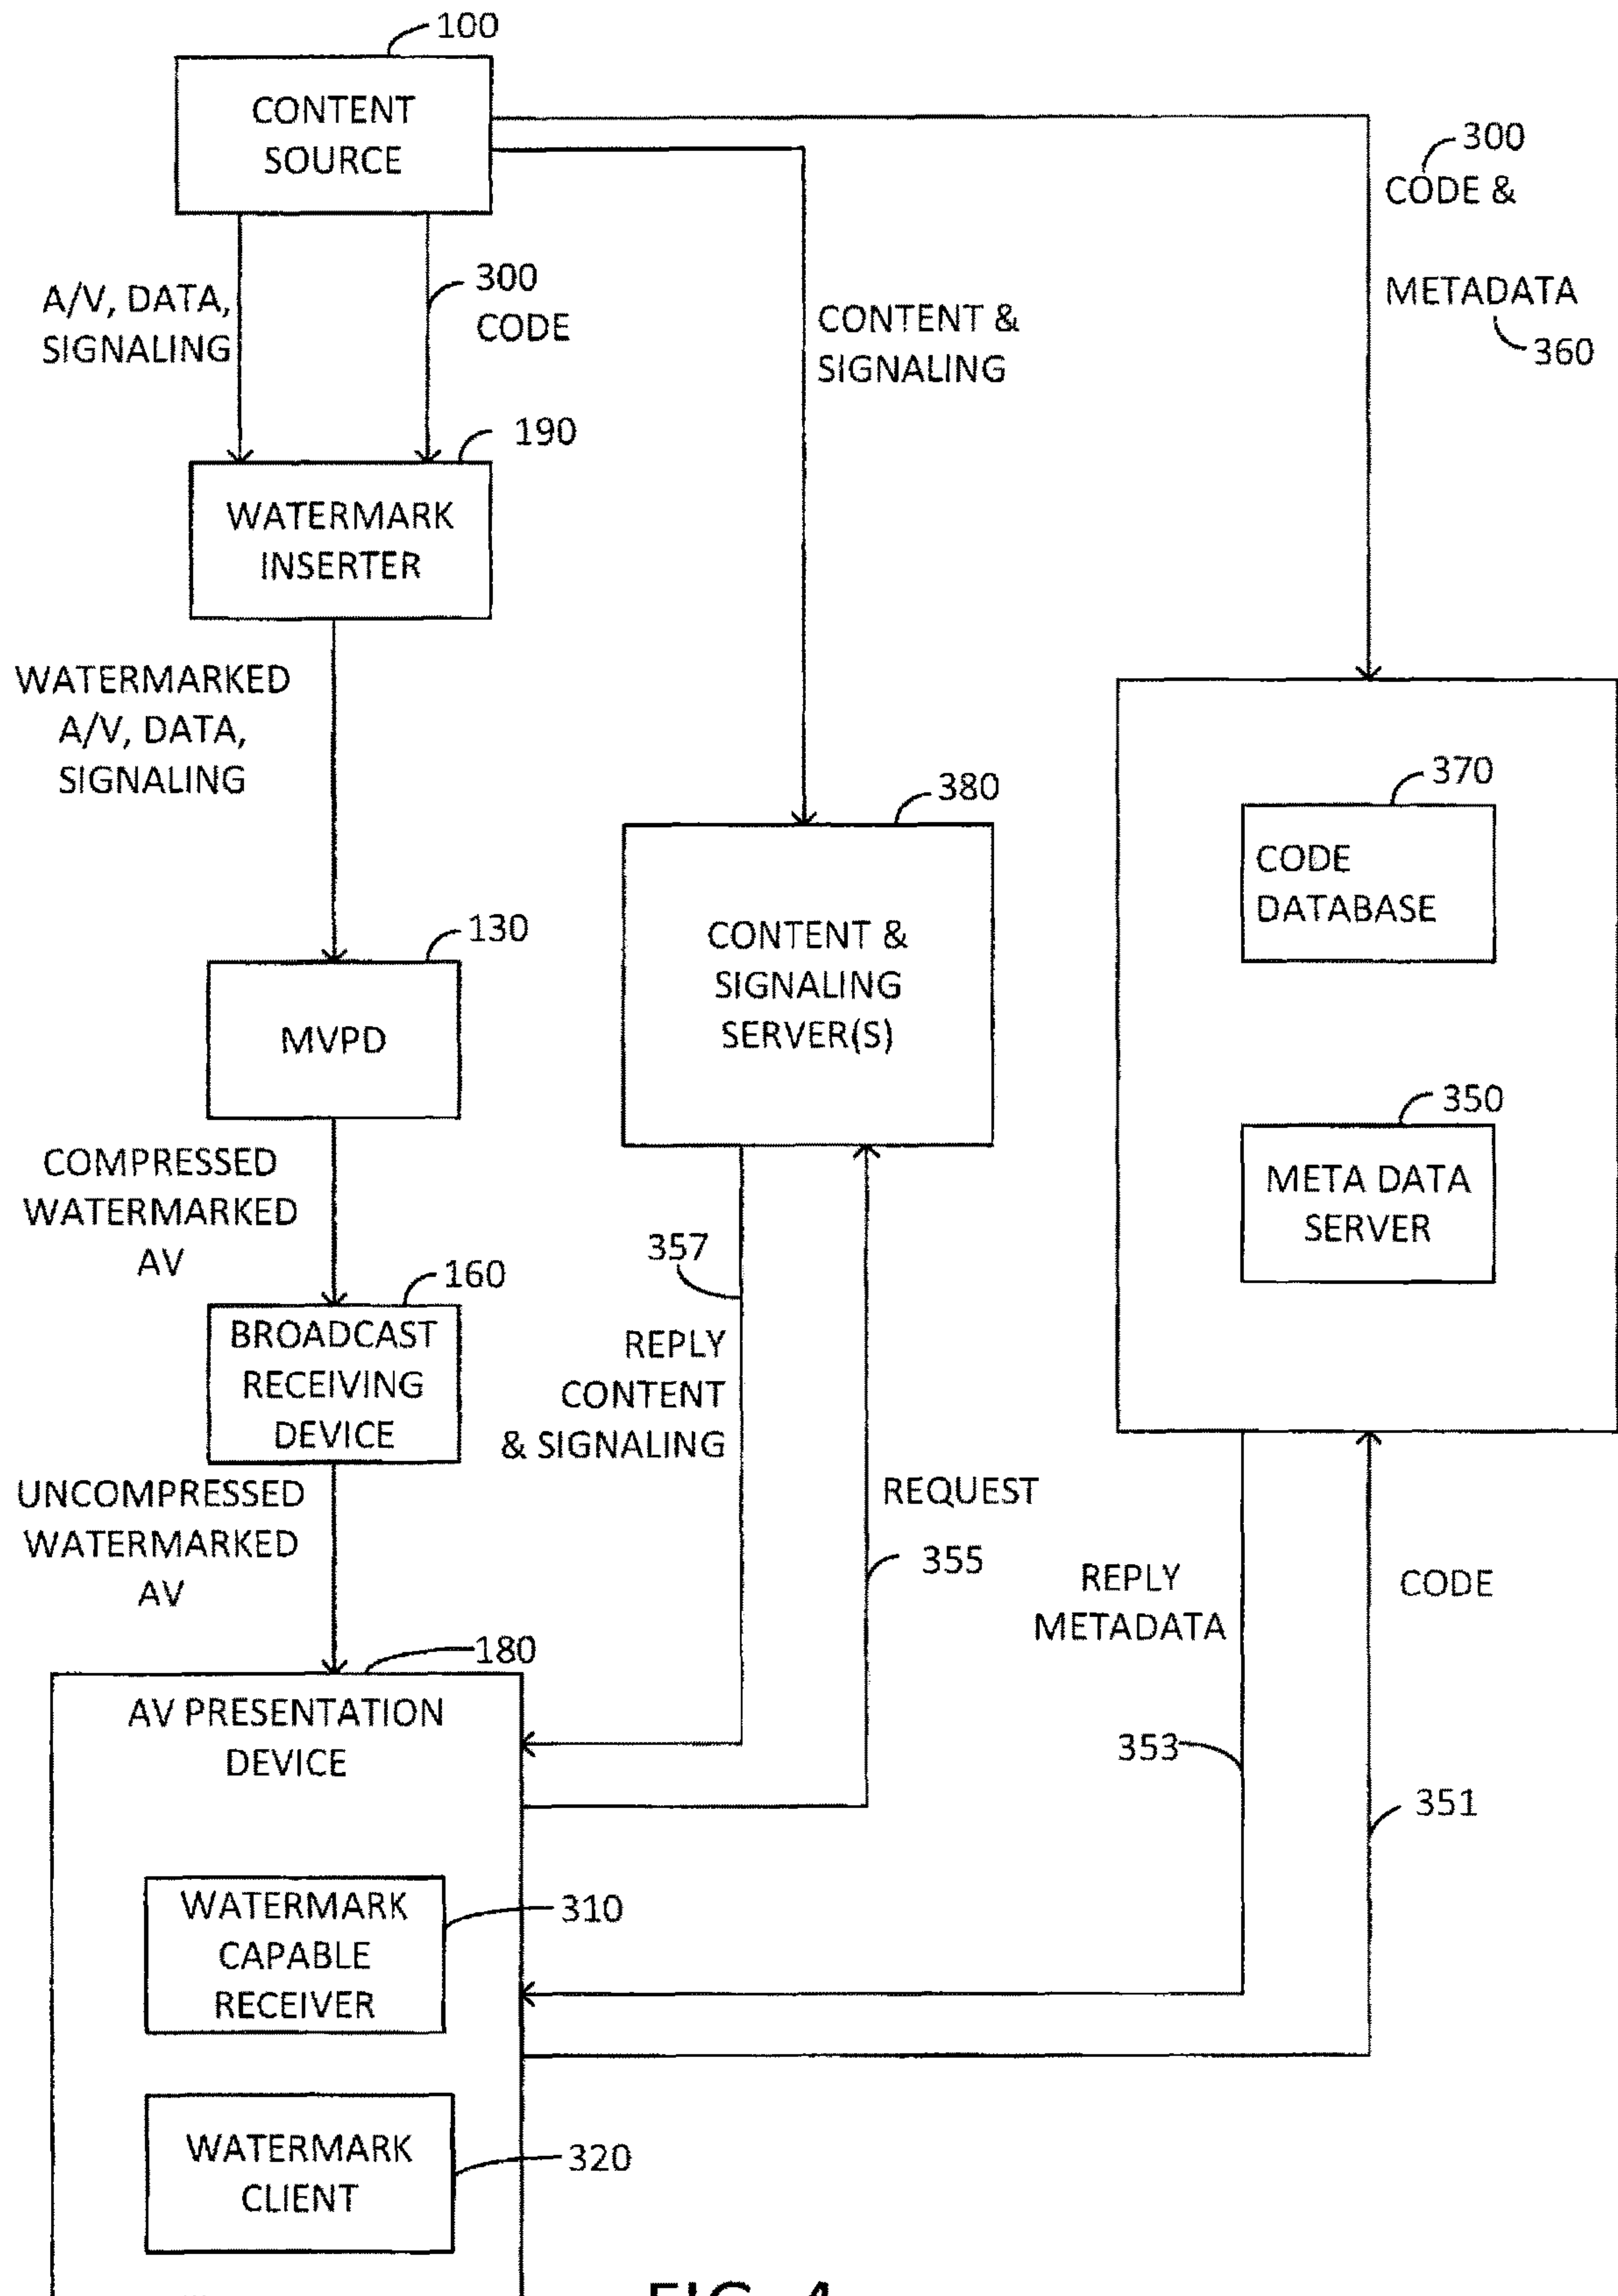 100
CONTENT
SOURCE
300
CODE &
METADATA
360
A/V, DATA,
SIGNALING
300
CODE
CONTENT &
SIGNALING
190
WATERMARK
INSERTER
WATERMARKED
A/V, DATA,
SIGNALING
380
CONTENT &
SIGNALING
SERVER(S)
370
CODE
DATABASE
350
META DATA
SERVER
130
MVPD
COMPRESSED
WATERMARKED
AV
160
BROADCAST
RECEIVING
DEVICE
357
REPLY
CONTENT
& SIGNALING
REQUEST
355
UNCOMPRESSED
WATERMARKED
AV
REPLY
METADATA
CODE
353
351
180
AV PRESENTATION
DEVICE
WATERMARK
CAPABLE
RECEIVER
310
WATERMARK
CLIENT
320
FIG. 4